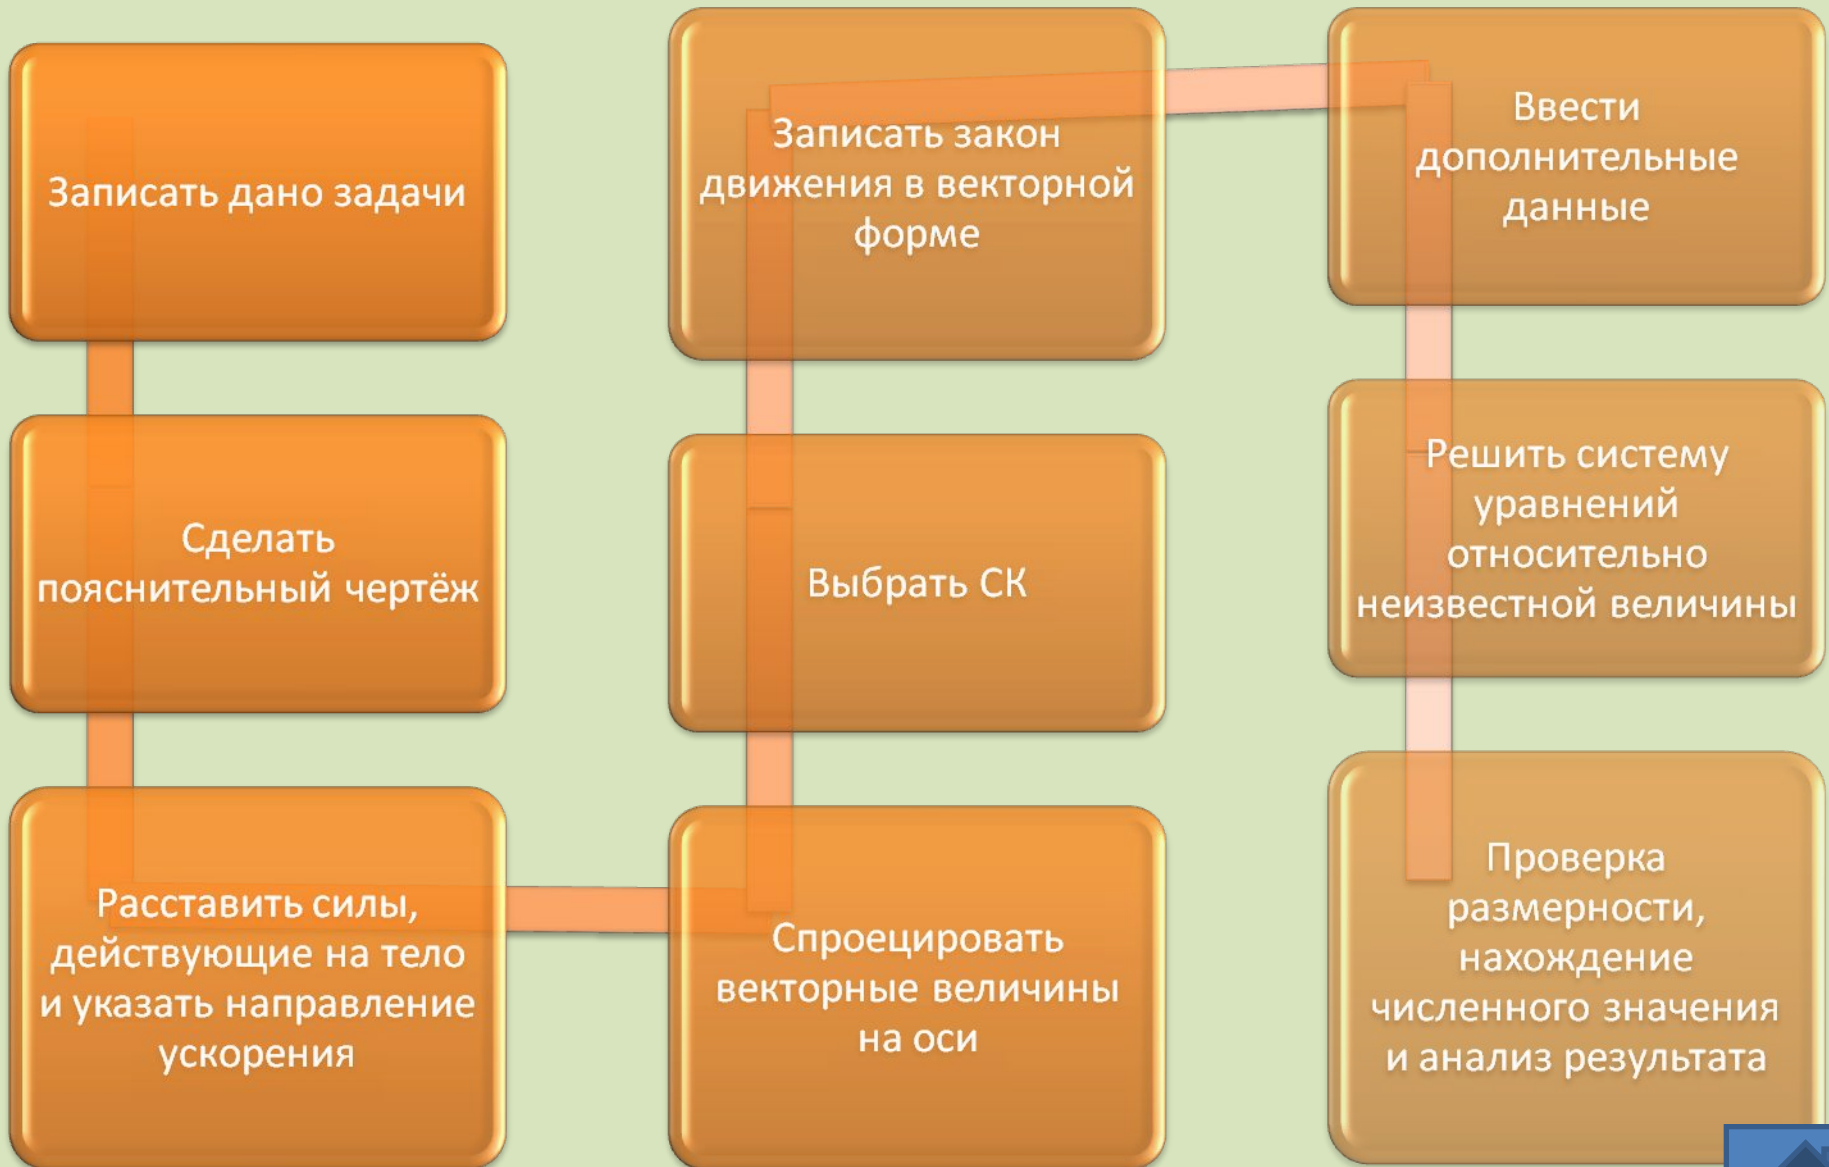 Записать дано задачи
Сделать
пояснительный чертёж
Расставить силы,
действующие на тело
и указать направление
ускорения
Спроецировать
векторные величины
на оси
Выбрать СК
Записать закон
движения в векторной
форме
Ввести
дополнительные
данные
Решить систему
уравнений
относительно
неизвестной величины
Проверка
размерности,
нахождение
численного значения
и анализ результата